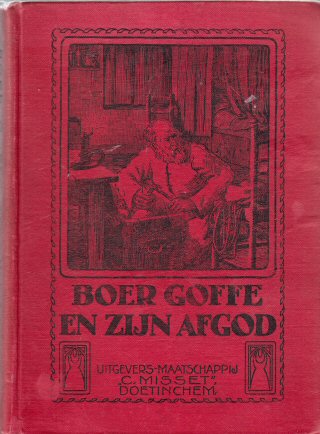 BOER GOFFE
EN ZIJN AFGOD
UITGEVERS-MAATSCHAPPIJ
„C. MISSET”,
DOETINCHEM.